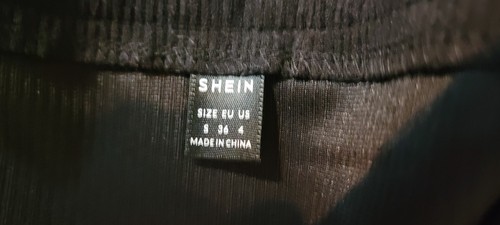 SHEIN
SIZE EU US
S 36 4
MADE IN CHINA